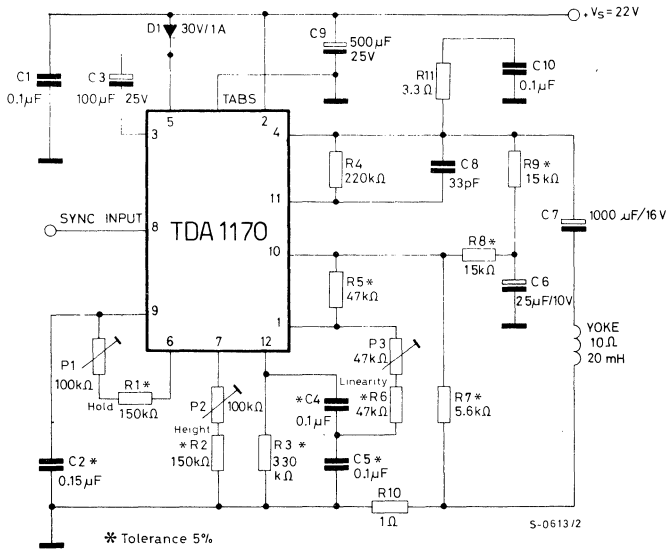 +Vs=22V
D1 30V/1A
C9
500µF
25V
C1
0.1µF
C3
100µF 25V
TABS
R11
3.3Ω
C10
0.1µF
5
2
3
4
R4
220kΩ
C8
33pF
R9*
15kΩ
11
C7
1000 µF/16V
SYNC INPUT
8
TDA 1170
10
R8*
15kΩ
R5*
47kΩ
C6
25µF/10V
9
1
6
7
12
P1
100kΩ
P3
47kΩ
YOKE
10Ω
20 mH
Linearity
R1*
150kΩ
Hold
P2
100kΩ
Height
*C4
0.1µF
*R6
47kΩ
R7*
5.6kΩ
*R2
150kΩ
R3*
330
kΩ
C2*
0.15µF
C5*
0.1µF
R10
1Ω
* Tolerance 5%
S-0613/2